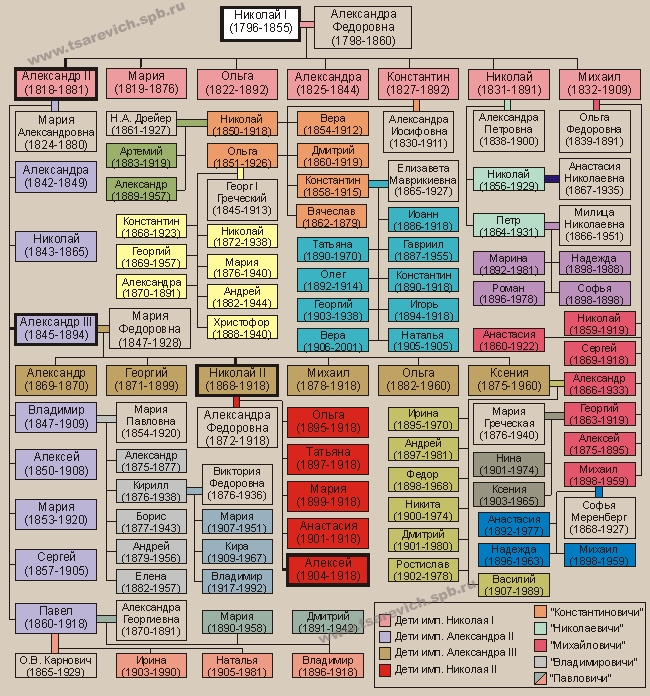 www.tsarevich.spb.ru
Николай I
(1796-1855)
Александра
Федоровна
(1798-1860)
Александр II
(1818-1881)
Мария
(1819-1876)
Ольга
(1822-1892)
Александра
(1825-1844)
Константин
(1827-1892)
Николай
(1831-1891)
Михаил
(1832-1909)
Мария
Александровна
(1824-1880)
Н.А. Дрейер
(1861-1927)
Николай
(1850-1918)
Вера
(1854-1912)
Александра
Иосифовна
(1830-1911)
Александра
Петровна
(1838-1900)
Ольга
Федоровна
(1839-1891)
Артемий
(1883-1919)
Ольга
(1851-1926)
Дмитрий
(1860-1919)
Александра
(1842-1849)
Александр
(1889-1957)
Георг I
Греческий
(1845-1913)
Константин
(1858-1915)
Елизавета
Маврикиевна
(1865-1927)
Николай
(1856-1929)
Анастасия
Николаевна
(1867-1935)
Вячеслав
(1862-1879)
Константин
(1868-1923)
Николай
(1872-1938)
Иоанн
(1886-1918)
Петр
(1864-1931)
Милица
Николаевна
(1866-1951)
Николай
(1843-1865)
Георгий
(1869-1957)
Мария
(1876-1940)
Татьяна
(1890-1970)
Гавриил
(1887-1955)
Марина
(1892-1981)
Надежда
(1898-1988)
Александра
(1870-1891)
Андрей
(1882-1944)
Олег
(1892-1914)
Константин
(1890-1918)
Роман
(1896-1978)
Софья
(1898-1898)
Александр III
(1845-1894)
Мария
Федоровна
(1847-1928)
Христофор
(1888-1940)
Георгий
(1903-1938)
Игорь
(1894-1918)
Николай
(1859-1919)
Вера
(1906-2001)
Наталья
(1905-1905)
Анастасия
(1860-1922)
Сергей
(1869-1918)
Александр
(1869-1870)
Георгий
(1871-1899)
Николай II
(1868-1918)
Михаил
(1878-1918)
Ольга
(1882-1960)
Ксения
(1875-1960)
Александр
(1866-1933)
Владимир
(1847-1909)
Мария
Павловна
(1854-1920)
Александра
Федоровна
(1872-1918)
Ольга
(1895-1918)
Ирина
(1895-1970)
Мария
Греческая
(1876-1940)
Георгий
(1863-1919)
Алексей
(1850-1908)
Александр
(1875-1877)
Татьяна
(1897-1918)
Андрей
(1897-1981)
Нина
(1901-1974)
Алексей
(1875-1895)
Кирилл
(1876-1938)
Виктория
Федоровна
(1876-1936)
Мария
(1899-1918)
Федор
(1898-1968)
Ксения
(1903-1965)
Михаил
(1898-1959)
Мария
(1853-1920)
Борис
(1877-1943)
Мария
(1907-1951)
Анастасия
(1901-1918)
Никита
(1900-1974)
Анастасия
(1892-1977)
Софья
Меренберг
(1868-1927)
Сергей
(1857-1905)
Андрей
(1879-1956)
Кира
(1909-1967)
Дмитрий
(1901-1980)
Надежда
(1896-1963)
Михаил
(1898-1959)
Елена
(1882-1957)
Владимир
(1917-1992)
Алексей
(1904-1918)
Ростислав
(1902-1978)
Василий
(1907-1989)
Павел
(1860-1918)
Александра
Георгиевна
(1870-1891)
Мария
(1890-1958)
Дмитрий
(1891-1942)
www.tsarevich.spb.ru
О.В. Карнович
(1865-1929)
Ирина
(1903-1990)
Наталья
(1905-1981)
Владимир
(1896-1918)
Дети имп. Николая I
Дети имп. Александра II
Дети имп. Александра III
Дети имп. Николая II
"Константиновичи"
"Николаевичи"
"Михайловичи"
"Владимировичи"
"Павловичи"